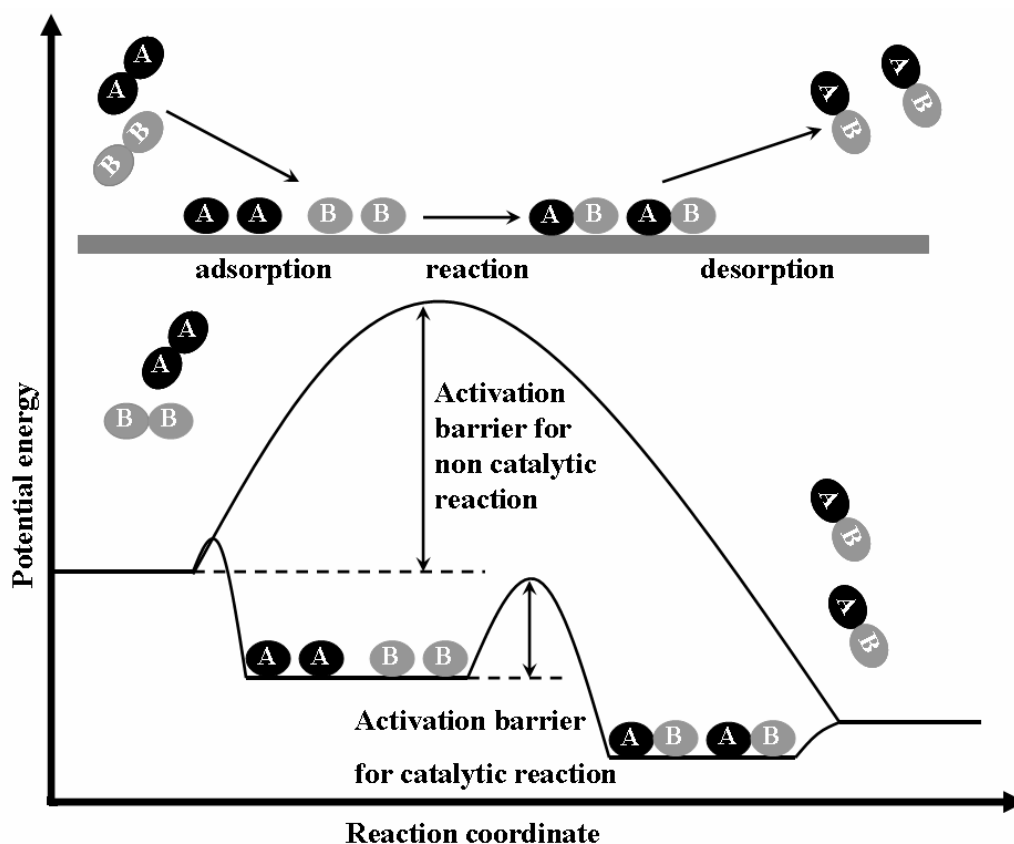 A
A
B
B
A
B
A
B
A A B B
A B A B
adsorption reaction desorption
A
A
B B
Activation
barrier for
non catalytic
reaction
Potential energy
A
B
A
B
A A B B
Activation barrier
for catalytic reaction
A B A B
Reaction coordinate